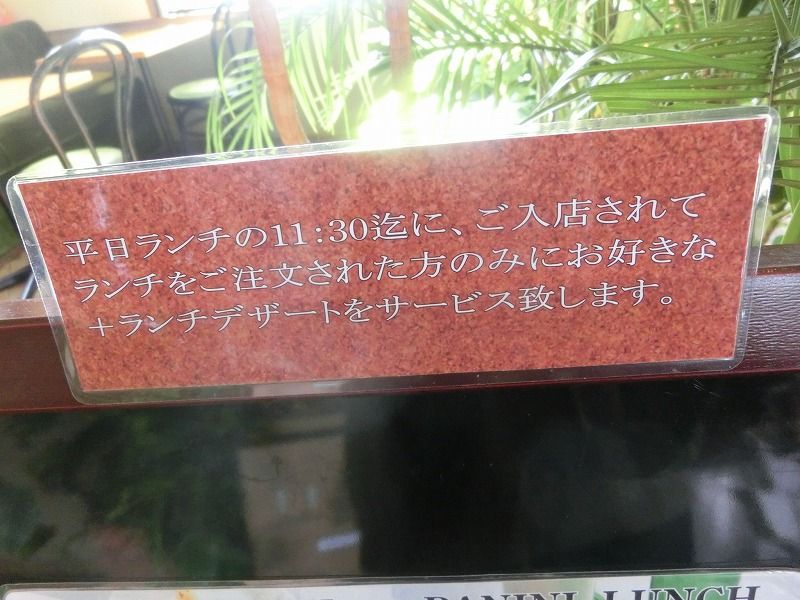 平日ランチの11:30迄に、ご入店されて
ランチをご注文された方のみにお好きな
+ランチデザートをサービス致します。
PANINI LUNCH